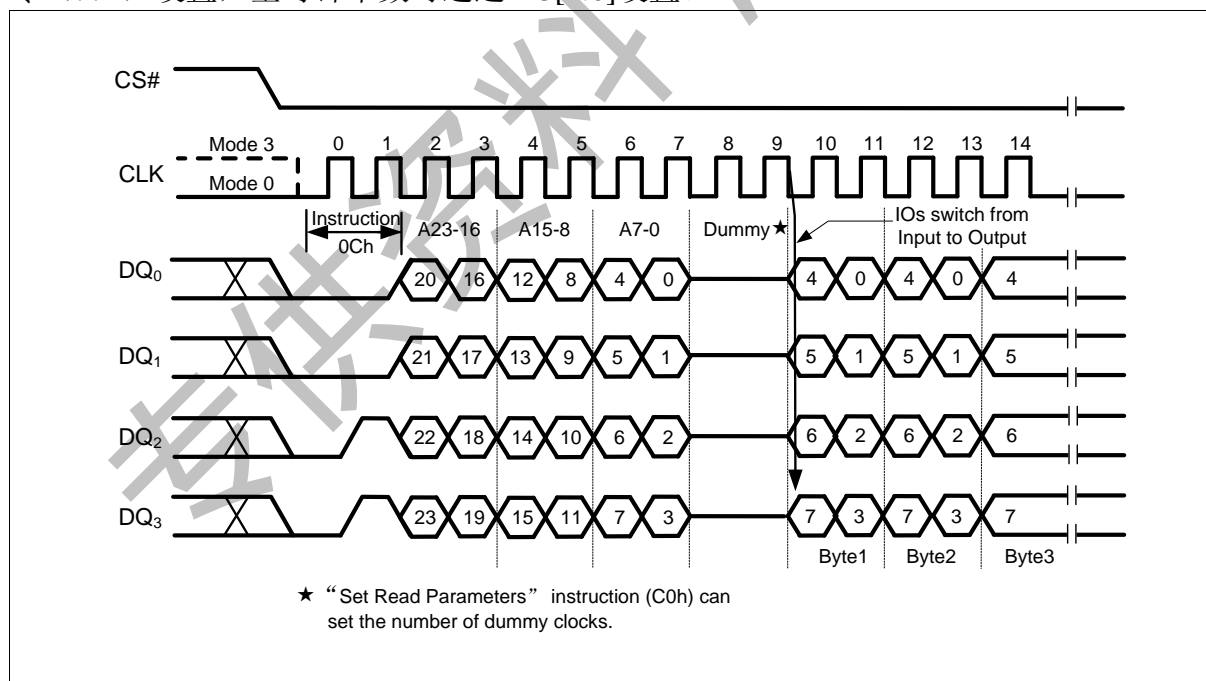 CS#
Mode 3 0 1 2 3 4 5 6 7 8 9 10 11 12 13 14
CLK
Mode 0
Instruction A23-16 A15-8 A7-0 Dummy★ IOs switch from
0Ch Input to Output
DQ0 20 16 12 8 4 0 4 0 4 0 4
DQ1 21 17 13 9 5 1 5 1 5 1 5
DQ2 22 18 14 10 6 2 6 2 6 2 6
DQ3 23 19 15 11 7 3 7 3 7 3 7
Byte1 Byte2 Byte3
★ “Set Read Parameters” instruction (C0h) can
set the number of dummy clocks.
专供资料